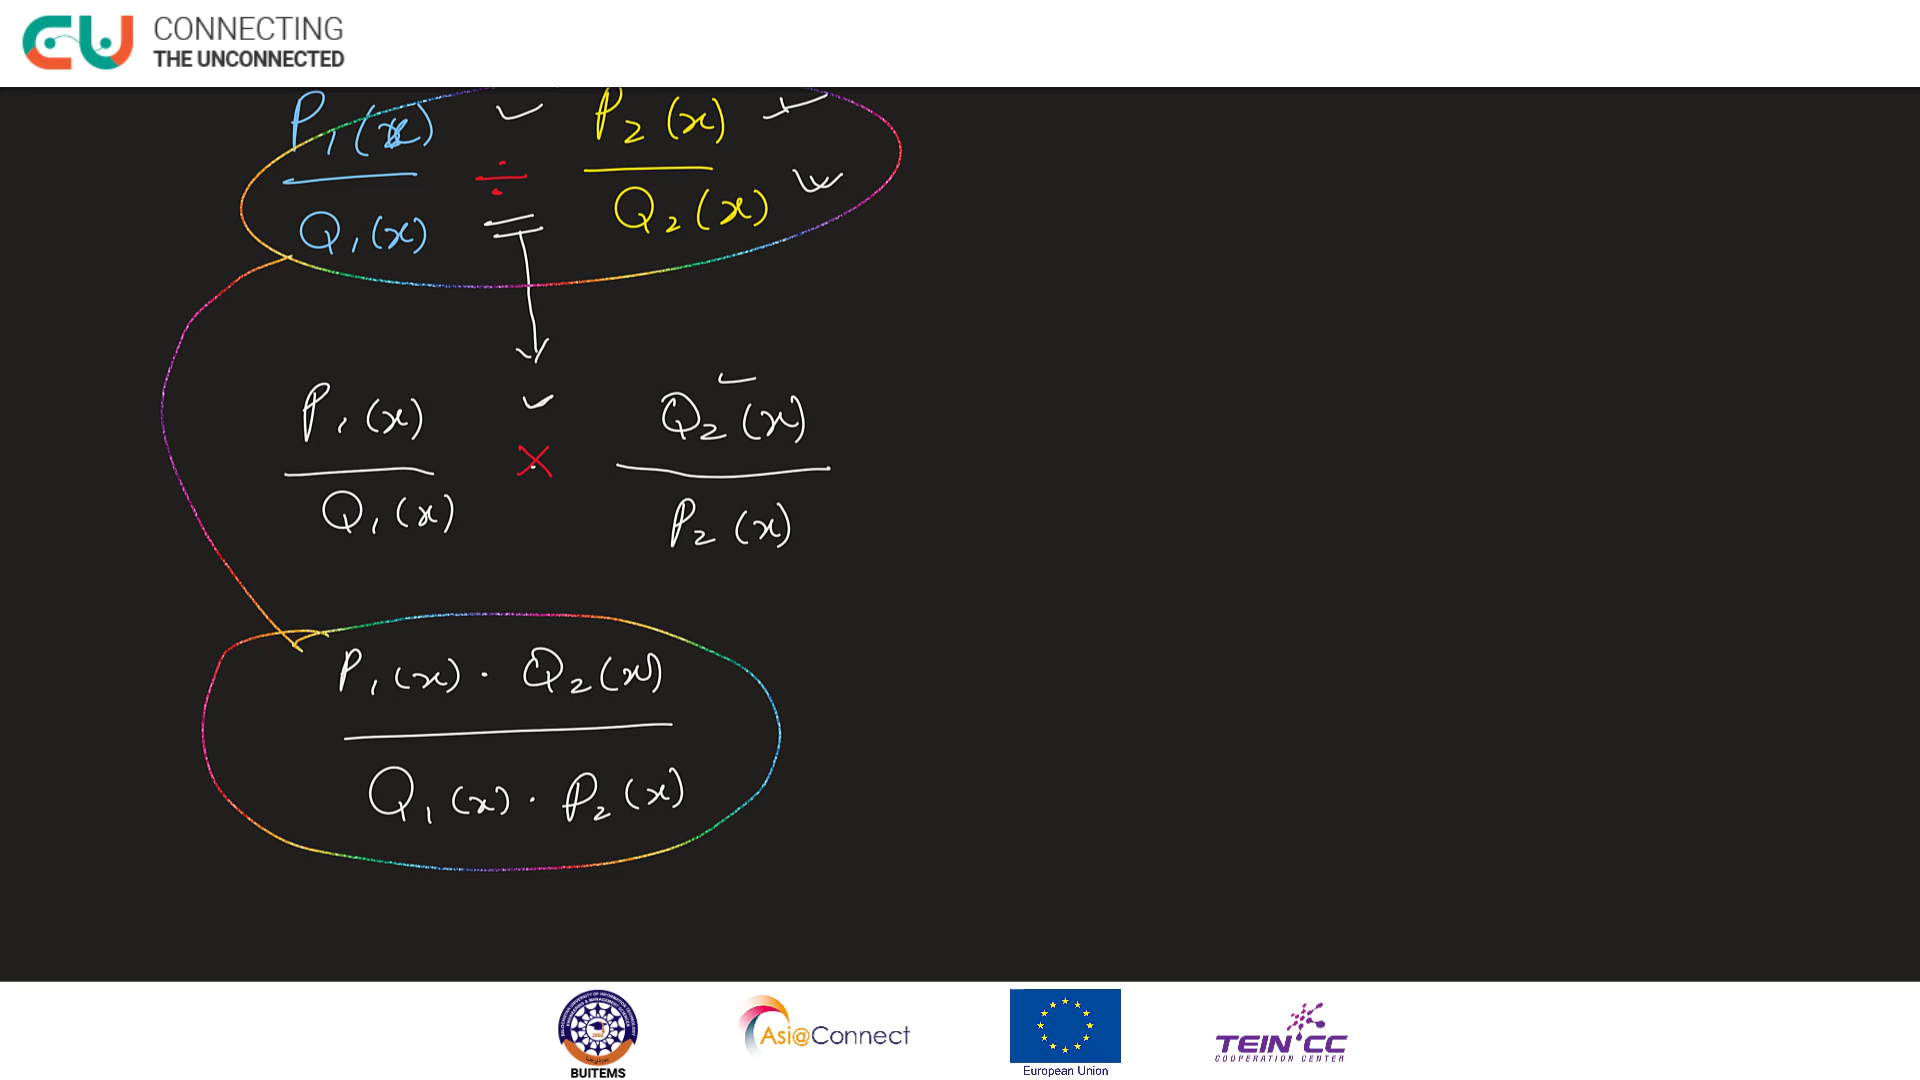 CONNECTING
THE UNCONNECTED
P₁(x) ÷ P₂(x)
Q₁(x) = Q₂(x)
P₁(x) × Q₂(x)
Q₁(x) P₂(x)
P₁(x) · Q₂(x)
Q₁(x) · P₂(x)
BUITEMS
Asi@Connect
European Union
TEIN*CC
COOPERATION CENTER